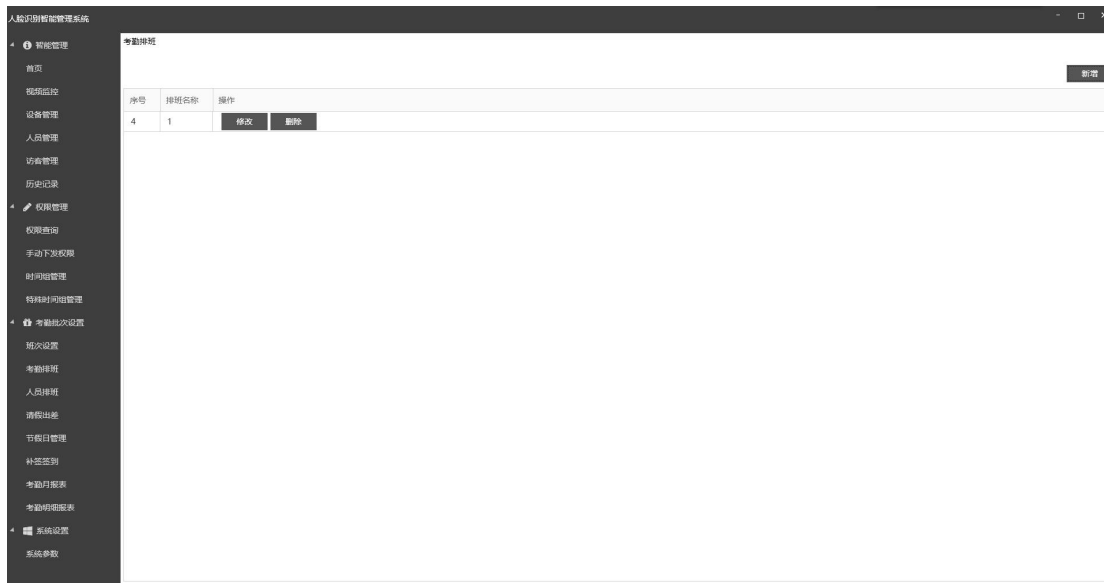 人脸识别智能管理系统
智能管理
首页
视频监控
设备管理
人员管理
访客管理
历史记录
权限管理
权限查询
手动下发权限
时间组管理
特殊时间组管理
考勤批次设置
班次设置
考勤排班
人员排班
请假出差
节假日管理
补签签到
考勤月报表
考勤明细报表
系统设置
系统参数
考勤排班
新增
序号 排班名称 操作
4 1 修改 删除